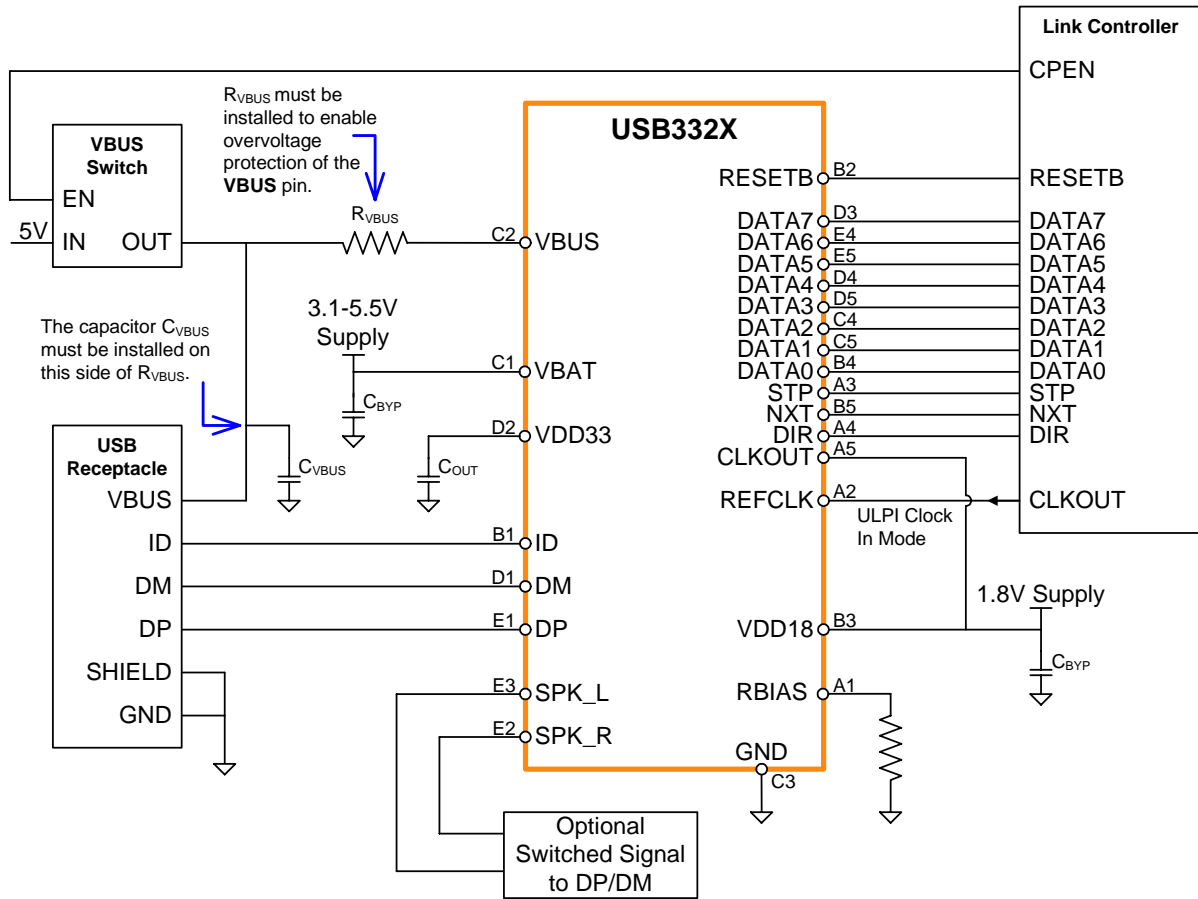 Link Controller
CPEN
RESETB
DATA7
DATA6
DATA5
DATA4
DATA3
DATA2
DATA1
DATA0
STP
NXT
DIR
CLKOUT
RVBUS must be
installed to enable
overvoltage
protection of the
VBUS pin.
VBUS
Switch
EN
5V
IN OUT
RVBUS
The capacitor CVBUS
must be installed on
this side of RVBUS.
3.1-5.5V
Supply
CBYP
COUT
CVBUS
USB
Receptacle
VBUS
ID
DM
DP
SHIELD
GND
USB332X
C2 VBUS
C1 VBAT
D2 VDD33
B1 ID
D1 DM
E1 DP
E3 SPK_L
E2 SPK_R
RESETB B2
DATA7 D3
DATA6 E4
DATA5 E5
DATA4 D4
DATA3 D5
DATA2 C4
DATA1 C5
DATA0 B4
STP A3
NXT B5
DIR A4
CLKOUT A5
REFCLK A2
ULPI Clock
In Mode
VDD18 B3
1.8V Supply
CBYP
RBIAS A1
GND
C3
Optional
Switched Signal
to DP/DM